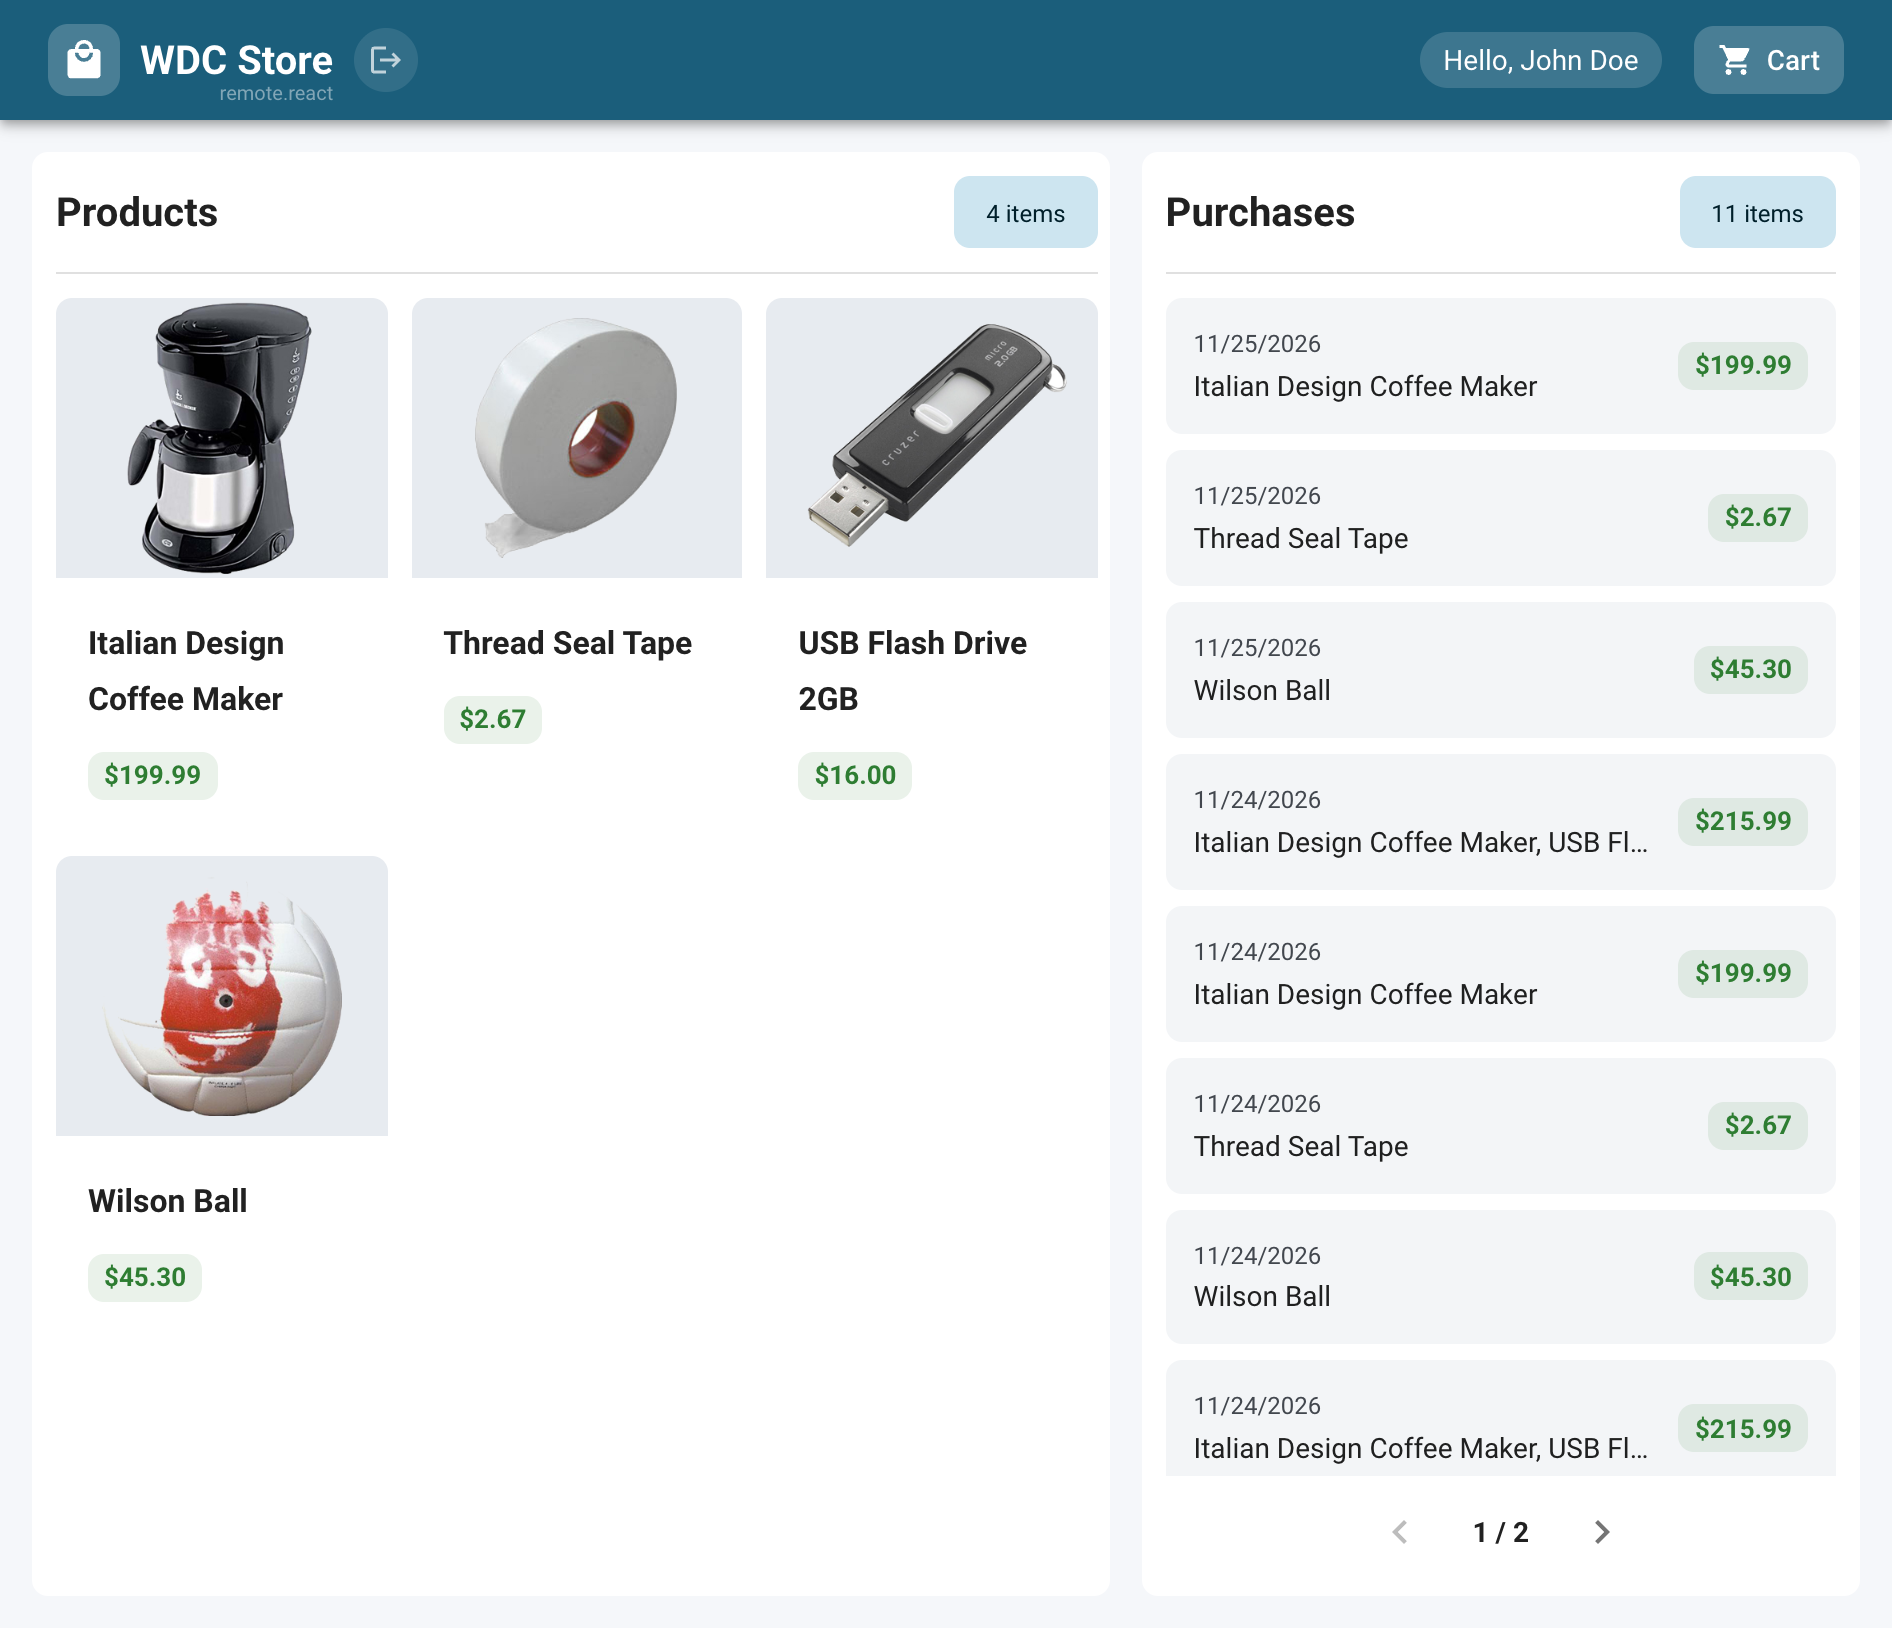 WDC Store
remote.react
Hello, John Doe
Cart
Products
4 items
micro
2.0GB
cruzer
Italian Design
Coffee Maker
$199.99
Thread Seal Tape
$2.67
USB Flash Drive
2GB
$16.00
Wilson Ball
$45.30
Purchases
11 items
11/25/2026
Italian Design Coffee Maker
$199.99
11/25/2026
Thread Seal Tape
$2.67
11/25/2026
Wilson Ball
$45.30
11/24/2026
Italian Design Coffee Maker, USB Fl...
$215.99
11/24/2026
Italian Design Coffee Maker
$199.99
11/24/2026
Thread Seal Tape
$2.67
11/24/2026
Wilson Ball
$45.30
11/24/2026
Italian Design Coffee Maker, USB Fl...
$215.99
1 / 2